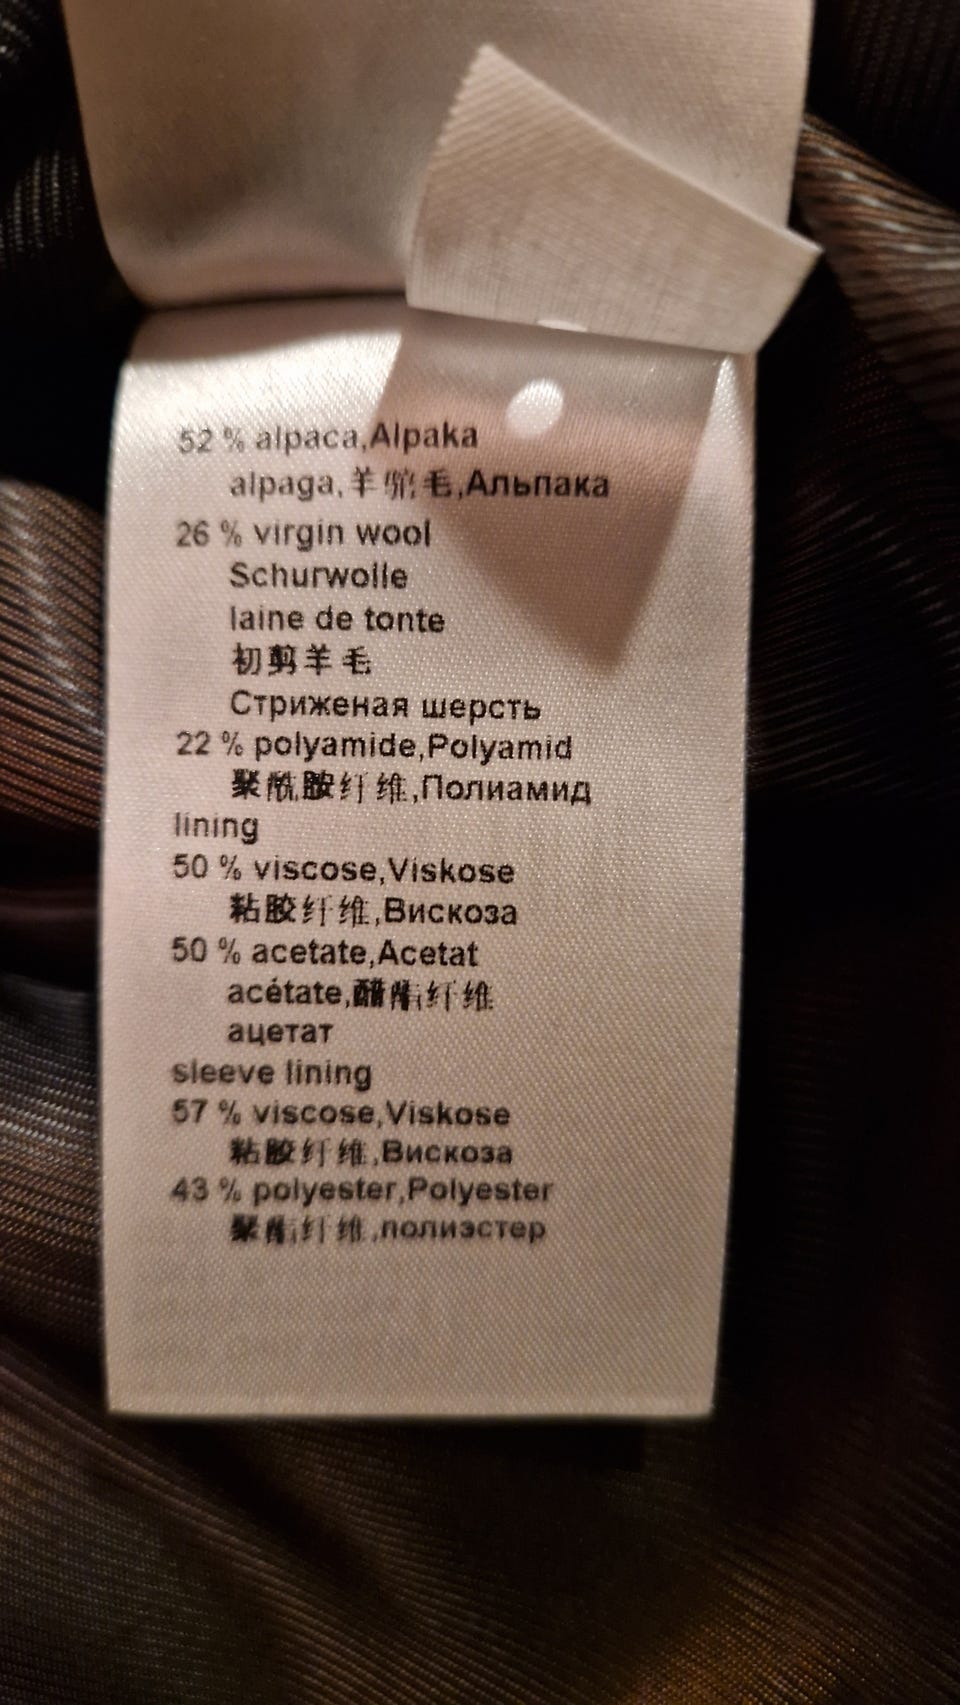 52 % alpaca,Alpaka
alpaga,羊驼毛,Альпака
26 % virgin wool
Schurwolle
laine de tonte
初剪羊毛
Стриженая шерсть
22 % polyamide,Polyamid
聚酰胺纤维,Полиамид
lining
50 % viscose,Viskose
粘胶纤维,Вискоза
50 % acetate,Acetat
acétate,醋酯纤维
ацетат
sleeve lining
57 % viscose,Viskose
粘胶纤维,Вискоза
43 % polyester,Polyester
聚酯纤维,полиэстер